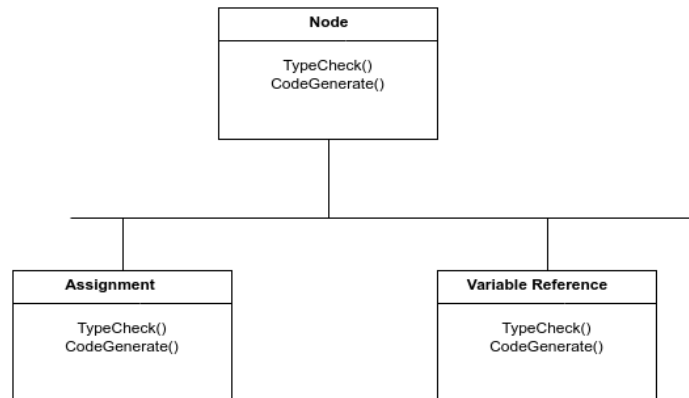 Node
TypeCheck()
CodeGenerate()
Assignment
TypeCheck()
CodeGenerate()
Variable Reference
TypeCheck()
CodeGenerate()